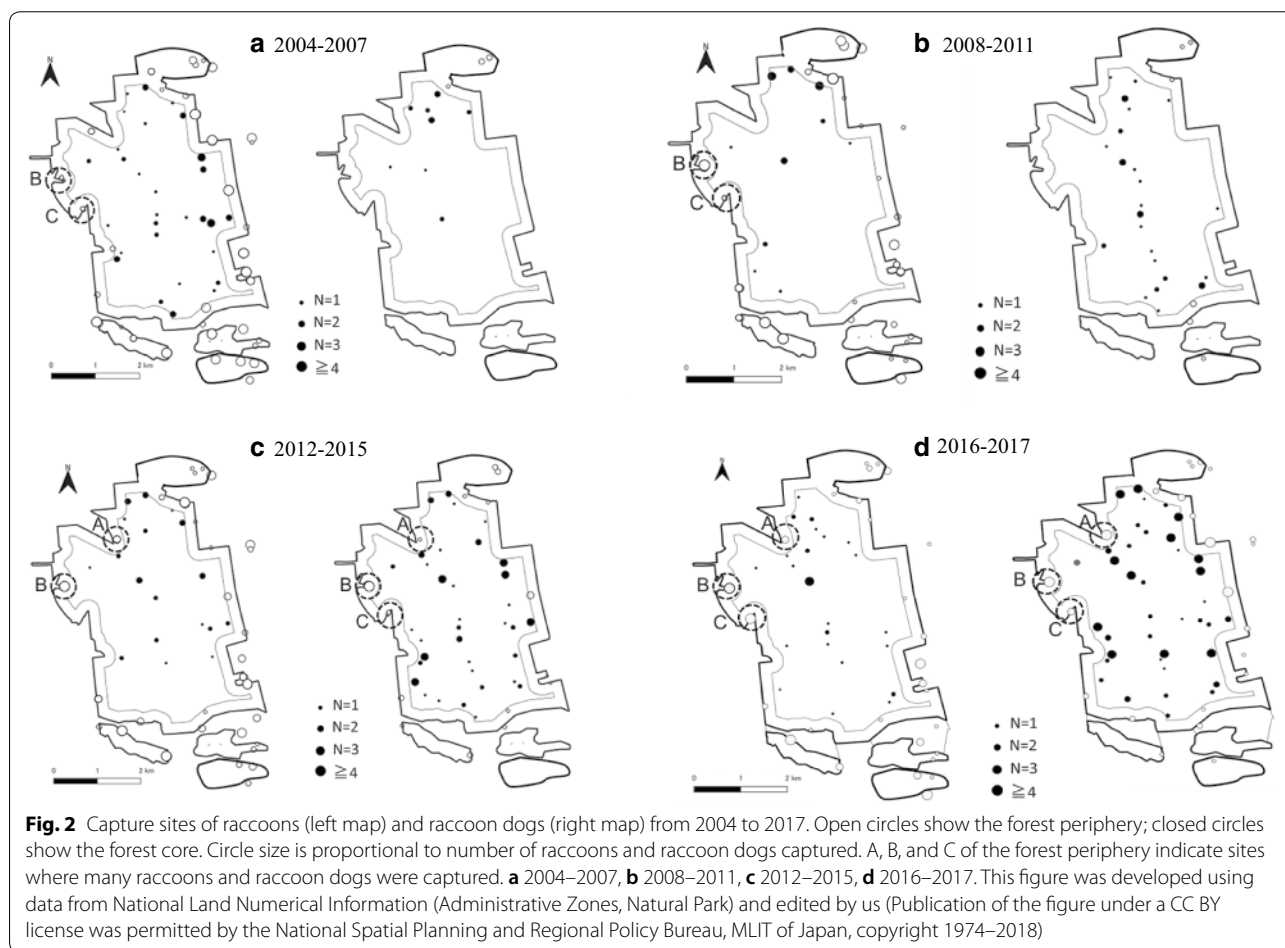 a 2004-2007
b 2008-2011
N
B
C
N=1
N=2
N=3
≧4
0 1 2 km
N
B
C
N=1
N=2
N=3
≧4
0 1 2 km
c 2012-2015
d 2016-2017
N
A
B
A
B
C
N=1
N=2
N=3
≧4
0 1 2 km
N
A
B
C
A
B
C
N=1
N=2
N=3
≧4
0 1 2 km
Fig. 2 Capture sites of raccoons (left map) and raccoon dogs (right map) from 2004 to 2017. Open circles show the forest periphery; closed circles
show the forest core. Circle size is proportional to number of raccoons and raccoon dogs captured. A, B, and C of the forest periphery indicate sites
where many raccoons and raccoon dogs were captured. a 2004–2007, b 2008–2011, c 2012–2015, d 2016–2017. This figure was developed using
data from National Land Numerical Information (Administrative Zones, Natural Park) and edited by us (Publication of the figure under a CC BY
license was permitted by the National Spatial Planning and Regional Policy Bureau, MLIT of Japan, copyright 1974–2018)